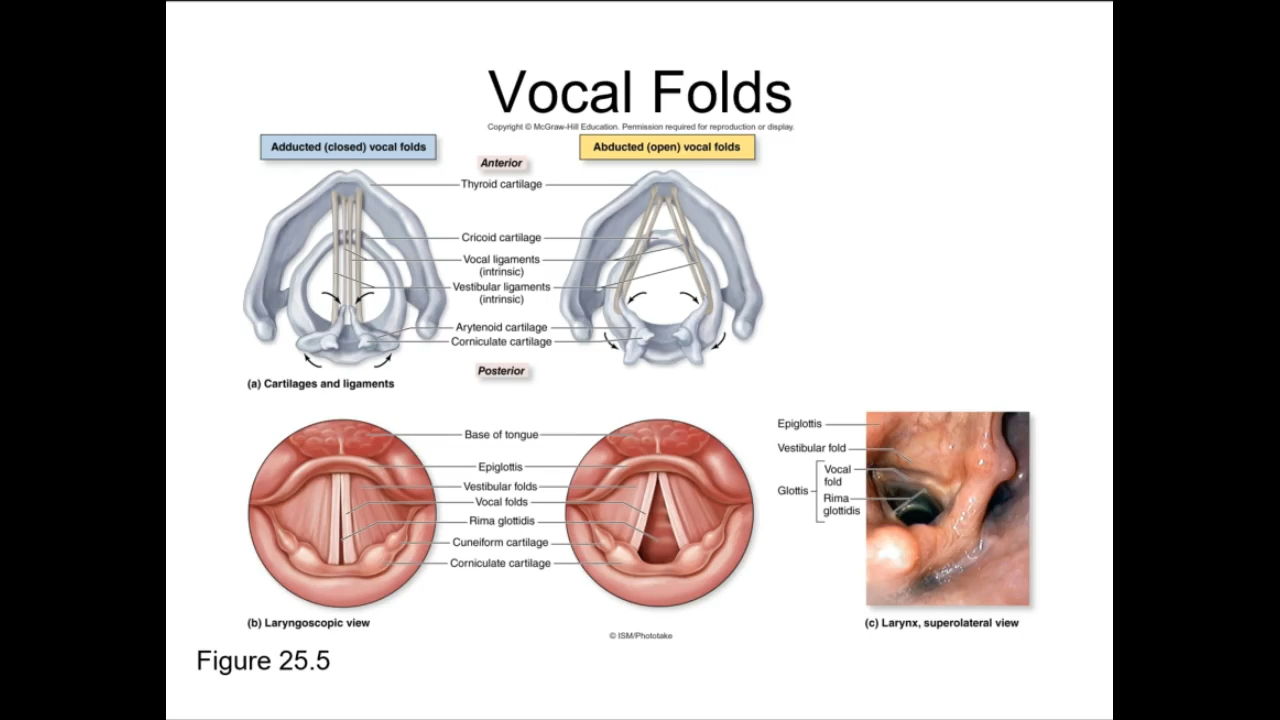 Vocal Folds
Copyright © McGraw-Hill Education. Permission required for reproduction or display.
Adducted (closed) vocal folds
Abducted (open) vocal folds
Anterior
Thyroid cartilage
Cricoid cartilage
Vocal ligaments
(intrinsic)
Vestibular ligaments
(intrinsic)
Arytenoid cartilage
Corniculate cartilage
Posterior
(a) Cartilages and ligaments
Base of tongue
Epiglottis
Vestibular folds
Vocal folds
Rima glottidis
Cuneiform cartilage
Corniculate cartilage
(b) Laryngoscopic view
Epiglottis
Vestibular fold
Vocal
fold
Glottis
Rima
glottidis
(c) Larynx, superolateral view
© ISM/Phototake
Figure 25.5